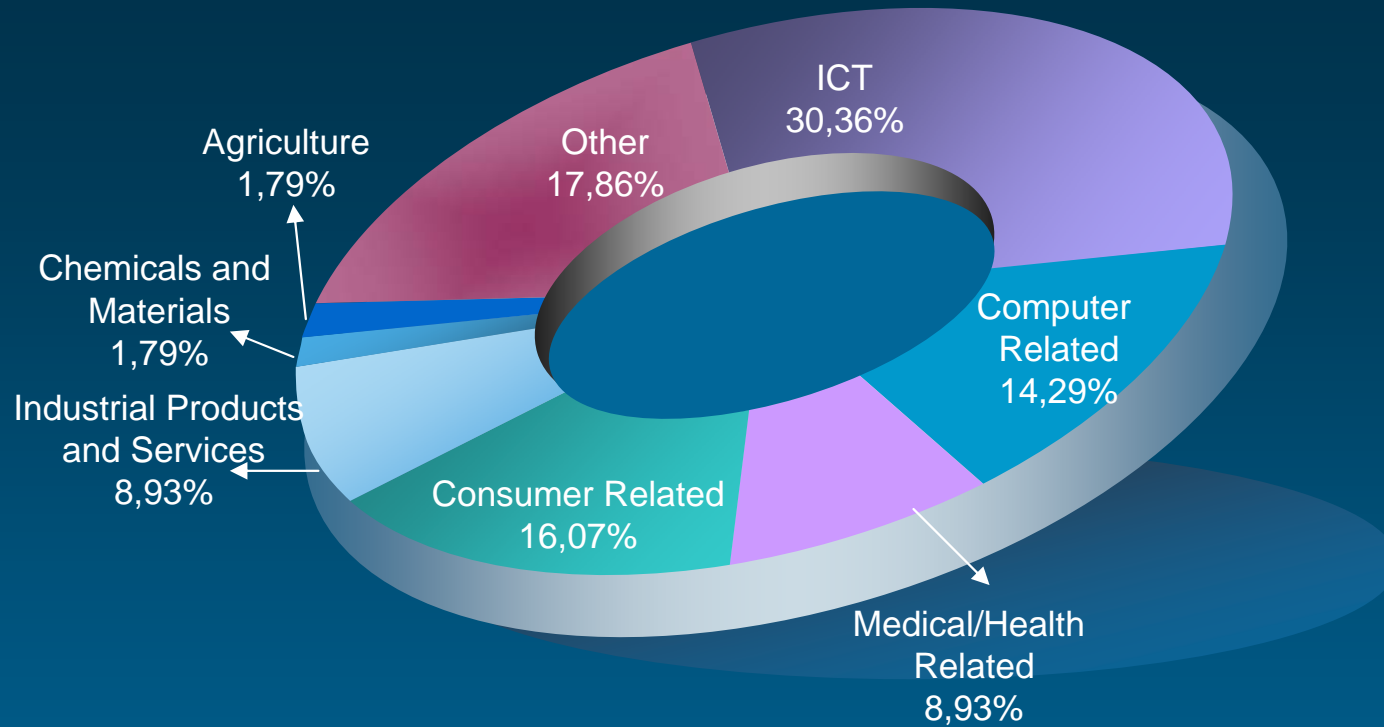 ICT
30,36%
Other
17,86%
Agriculture
1,79%
Chemicals and
Materials
1,79%
Industrial Products
and Services
8,93%
Consumer Related
16,07%
Computer
Related
14,29%
Medical/Health
Related
8,93%